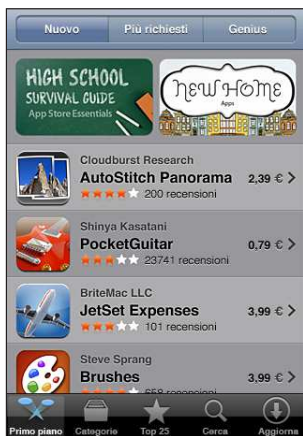 Nuovo Più richiesti Genius
HIGH SCHOOL
SURVIVAL GUIDE
App Store Essentials
NEW HOME
Apps
Cloudburst Research
AutoStitch Panorama 2,39 €
200 recensioni
Shinya Kasatani
PocketGuitar 0,79 €
23741 recensioni
BriteMac LLC
JetSet Expenses 3,99 €
101 recensioni
Steve Sprang
Brushes 3,99 €
658 recensioni
Primo piano Categorie Top 25 Cerca Aggiorna